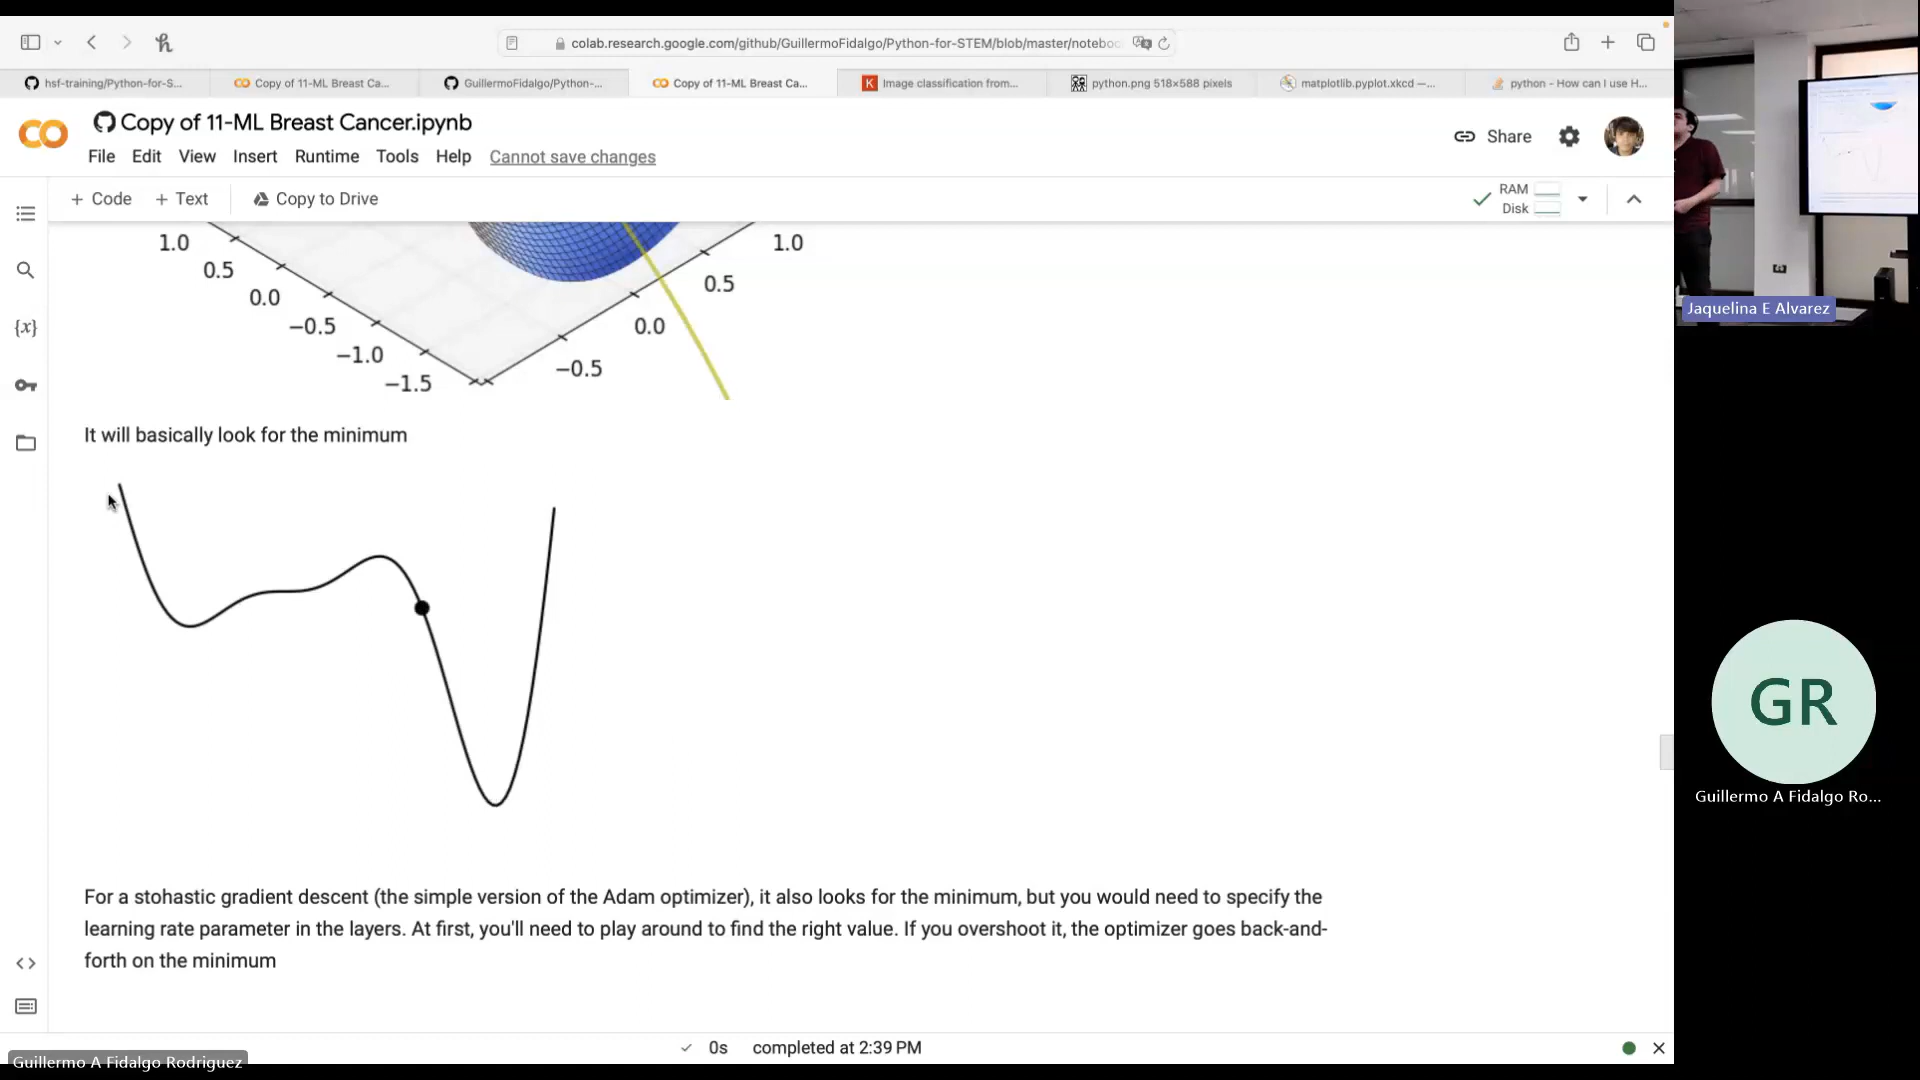 colab.research.google.com/github/GuillermoFidalgo/Python-for-STEM/blob/master/noteboo
hsf-training/Python-for-S...
Copy of 11-ML Breast Ca...
GuillermoFidalgo/Python-...
Copy of 11-ML Breast Ca...
Image classification from...
python.png 518×588 pixels
matplotlib.pyplot.xkcd —...
python - How can I use H...
Copy of 11-ML Breast Cancer.ipynb
File Edit View Insert Runtime Tools Help Cannot save changes
Share
+ Code + Text Copy to Drive
RAM
Disk
1.0
0.5
0.0
−0.5
−1.0
−1.5
1.0
0.5
0.0
−0.5
It will basically look for the minimum
For a stohastic gradient descent (the simple version of the Adam optimizer), it also looks for the minimum, but you would need to specify the
learning rate parameter in the layers. At first, you'll need to play around to find the right value. If you overshoot it, the optimizer goes back-and-
forth on the minimum
0s completed at 2:39 PM
Guillermo A Fidalgo Rodriguez
Jaquelina E Alvarez
GR
Guillermo A Fidalgo Ro...